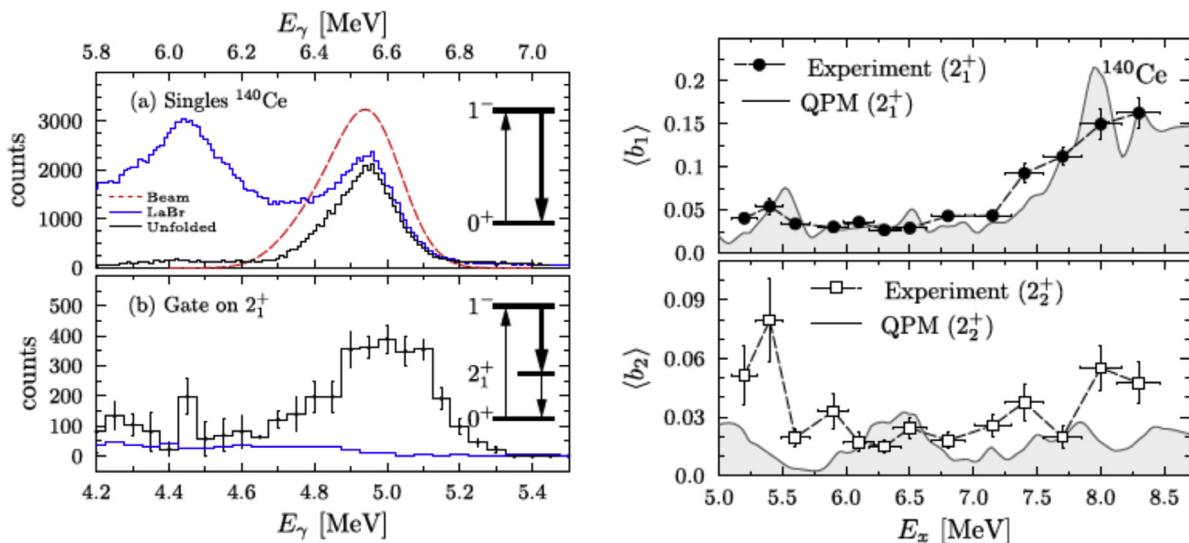 E_γ [MeV]
5.8 6.0 6.2 6.4 6.6 6.8 7.0
(a) Singles ¹⁴⁰Ce
1⁻
0⁺
Beam
LaBr
Unfolded
counts
3000
2000
1000
0
(b) Gate on 2₁⁺
1⁻
2₁⁺
0⁺
counts
500
400
300
200
100
0
4.2 4.4 4.6 4.8 5.0 5.2 5.4
E_γ [MeV]
Experiment (2₁⁺)
QPM (2₁⁺)
¹⁴⁰Ce
⟨b₁⟩
0.2
0.15
0.1
0.05
0.0
Experiment (2₂⁺)
QPM (2₂⁺)
⟨b₂⟩
0.09
0.06
0.03
0.0
5.0 5.5 6.0 6.5 7.0 7.5 8.0 8.5
E_x [MeV]